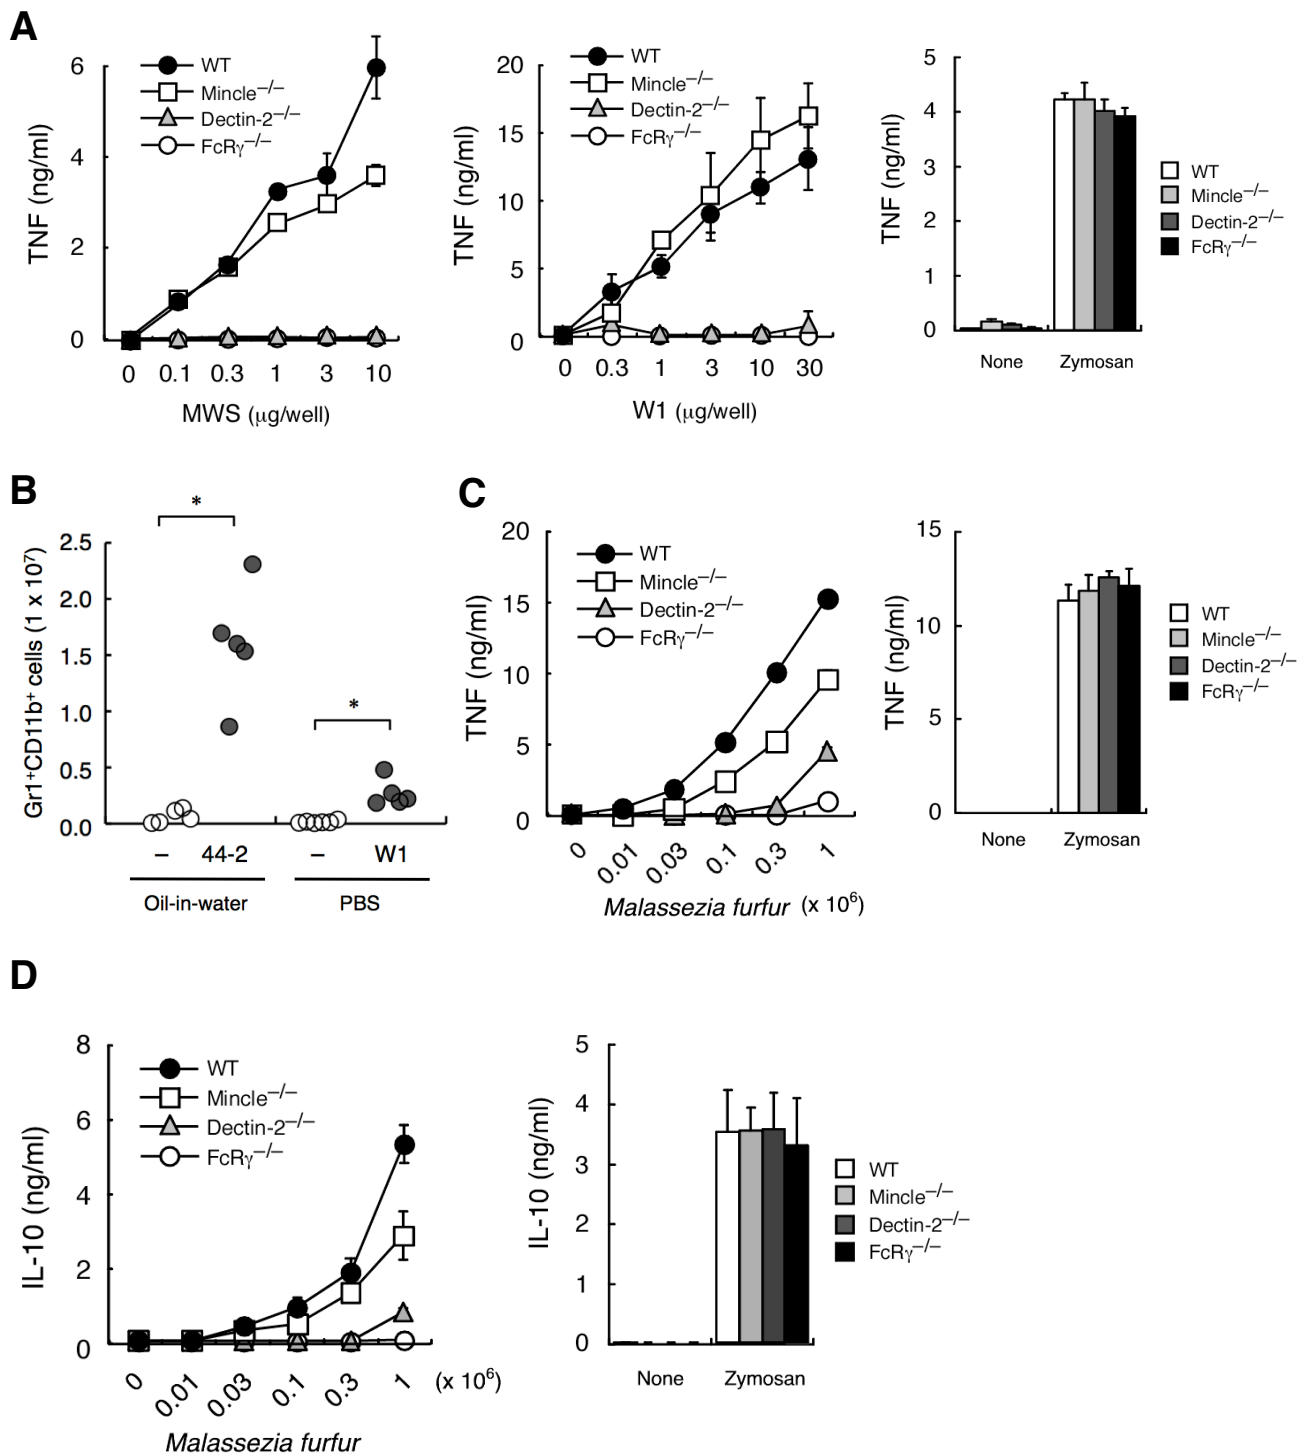 A
6
4
2
0
TNF (ng/ml)
WT
Mincle−/−
Dectin-2−/−
FcRγ−/−
0 0.1 0.3 1 3 10
MWS (μg/well)
20
15
10
5
0
TNF (ng/ml)
WT
Mincle−/−
Dectin-2−/−
FcRγ−/−
0 0.3 1 3 10 30
W1 (μg/well)
5
4
3
2
1
0
TNF (ng/ml)
None Zymosan
WT
Mincle−/−
Dectin-2−/−
FcRγ−/−
B
*
*
2.5
2.0
1.5
1.0
0.5
0.0
Gr1+CD11b+ cells (1 x 10⁷)
– 44-2 – W1
Oil-in-water PBS
C
20
15
10
5
0
TNF (ng/ml)
WT
Mincle−/−
Dectin-2−/−
FcRγ−/−
0 0.01 0.03 0.1 0.3 1
Malassezia furfur (x 10⁶)
15
10
5
0
TNF (ng/ml)
None Zymosan
WT
Mincle−/−
Dectin-2−/−
FcRγ−/−
D
8
6
4
2
0
IL-10 (ng/ml)
WT
Mincle−/−
Dectin-2−/−
FcRγ−/−
0 0.01 0.03 0.1 0.3 1 (x 10⁶)
Malassezia furfur
5
4
3
2
1
0
IL-10 (ng/ml)
None Zymosan
WT
Mincle−/−
Dectin-2−/−
FcRγ−/−